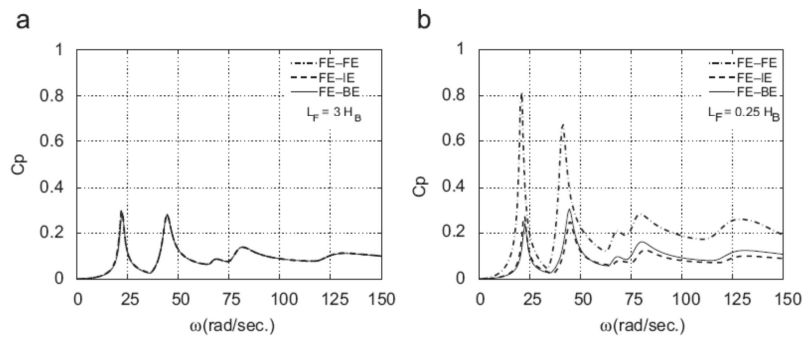 a
Cp
1
0.8
0.6
0.4
0.2
0
0 25 50 75 100 125 150
ω(rad/sec.)
FE–FE
FE–IE
FE–BE
L_F = 3 H_B
b
Cp
1
0.8
0.6
0.4
0.2
0
0 25 50 75 100 125 150
ω(rad/sec.)
FE–FE
FE–IE
FE–BE
L_F = 0.25 H_B